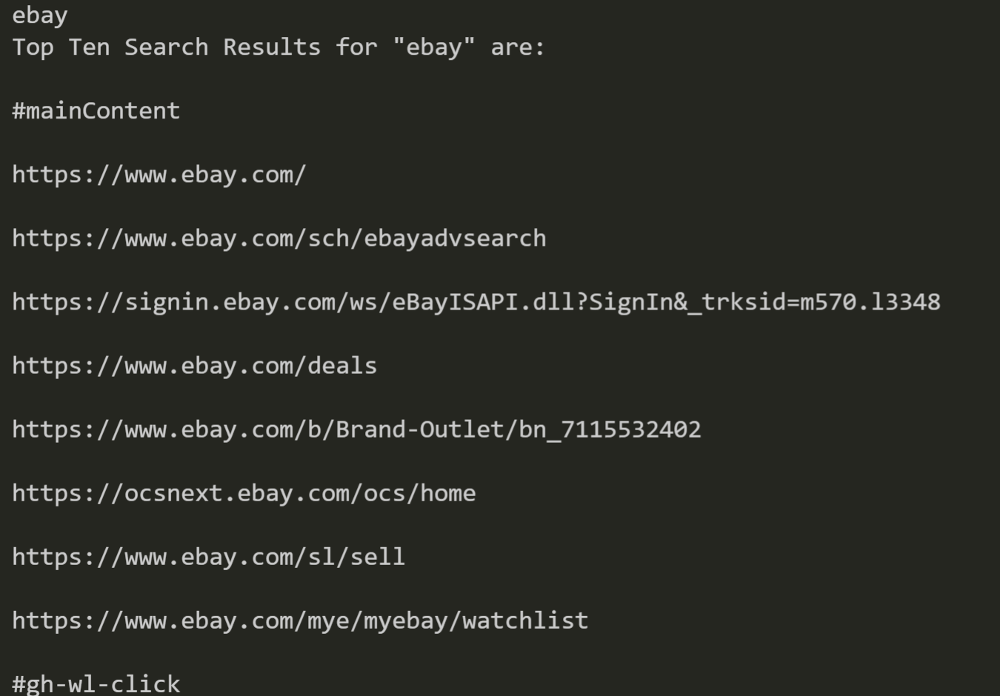 ebay
Top Ten Search Results for "ebay" are:
#mainContent
https://www.ebay.com/
https://www.ebay.com/sch/ebayadvsearch
https://signin.ebay.com/ws/eBayISAPI.dll?SignIn&_trksid=m570.l3348
https://www.ebay.com/deals
https://www.ebay.com/b/Brand-Outlet/bn_7115532402
https://ocsnext.ebay.com/ocs/home
https://www.ebay.com/sl/sell
https://www.ebay.com/mye/myebay/watchlist
#gh-wl-click